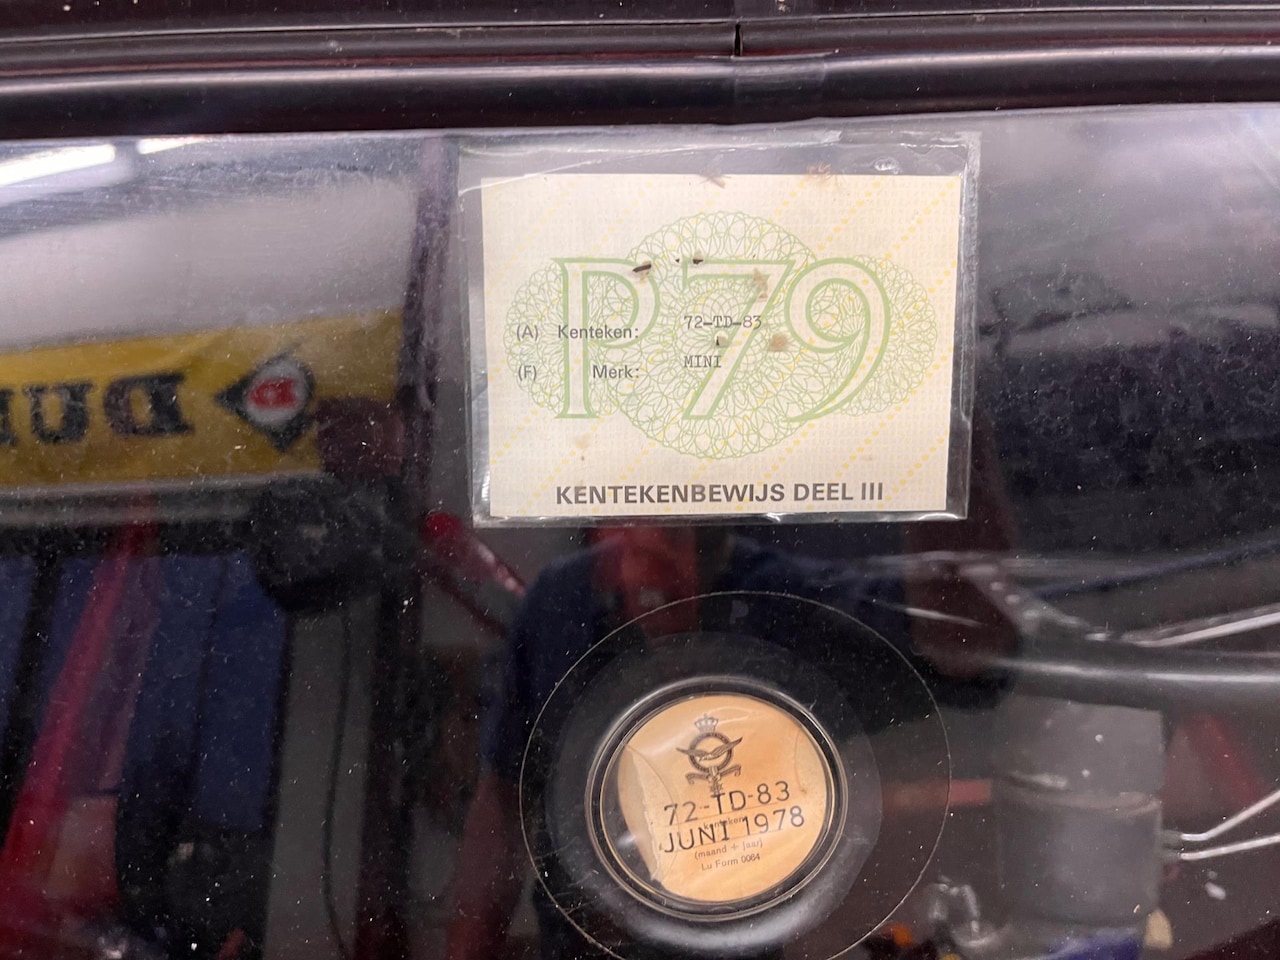 P79
(A) Kenteken: 72-TD-83
(F) Merk: MINI
KENTEKENBEWIJS DEEL III
DU
D
P
72-TD-83
kenteken
JUNI 1978
(maand + jaar)
Lu Form 0064